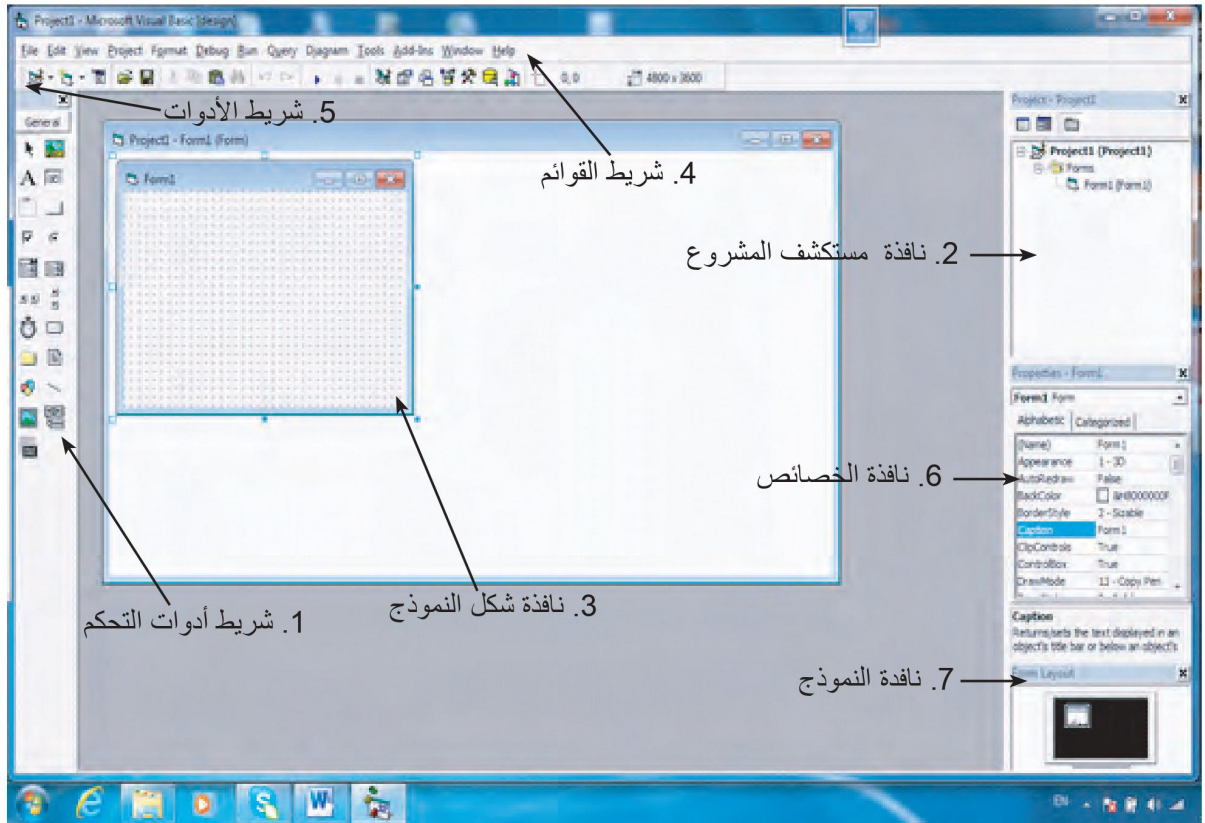 Project1 - Microsoft Visual Basic [design]
File Edit View Project Format Debug Run Query Diagram Tools Add-Ins Window Help
0, 0 4800 x 3600
5. شريط الأدوات
General
Project1 - Form1 (Form)
Form1
4. شريط القوائم
Project - Project1
Project1 (Project1)
Forms
Form1 (Form1)
2. نافذة مستكشف المشروع
Properties - Form1
Form1 Form
Alphabetic Categorized
(Name) Form1
Appearance 1 - 3D
AutoRedraw False
BackColor &H8000000F
BorderStyle 2 - Sizable
Caption Form1
ClipControls True
ControlBox True
DrawMode 13 - Copy Pen
6. نافذة الخصائص
Caption
Returns/sets the text displayed in an
object's title bar or below an object's
3. نافذة شكل النموذج
1. شريط أدوات التحكم
7. نافدة النموذج
Form Layout
EN